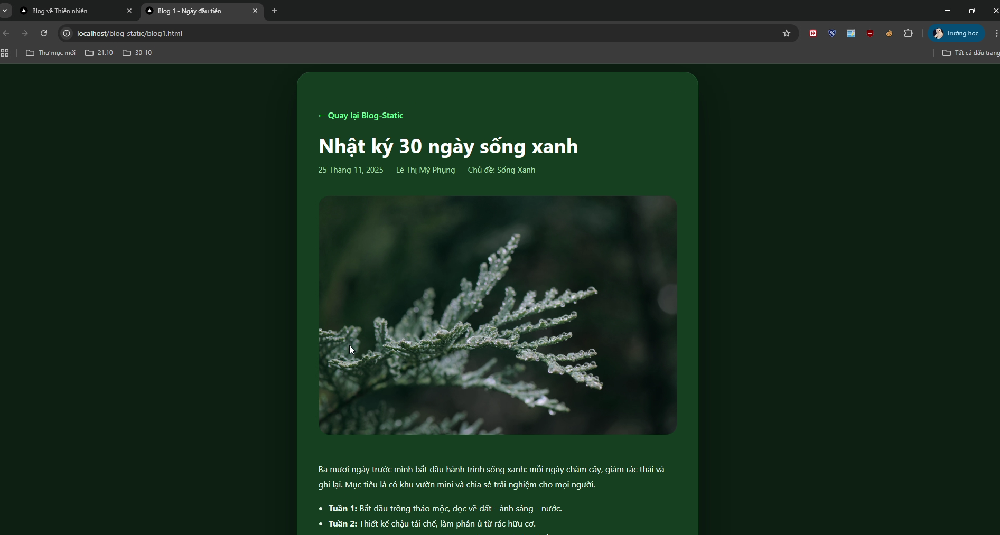 Blog về Thiên nhiên
Blog 1 - Ngày đầu tiên
localhost/blog-static/blog1.html
Trường học
Thư mục mới
21.10
30-10
Tất cả dấu trang
← Quay lại Blog-Static
Nhật ký 30 ngày sống xanh
25 Tháng 11, 2025 Lê Thị Mỹ Phụng Chủ đề: Sống Xanh
Ba mươi ngày trước mình bắt đầu hành trình sống xanh: mỗi ngày chăm cây, giảm rác thải và
ghi lại. Mục tiêu là có khu vườn mini và chia sẻ trải nghiệm cho mọi người.
• Tuần 1: Bắt đầu trồng thảo mộc, đọc về đất - ánh sáng - nước.
• Tuần 2: Thiết kế chậu tái chế, làm phân ủ từ rác hữu cơ.